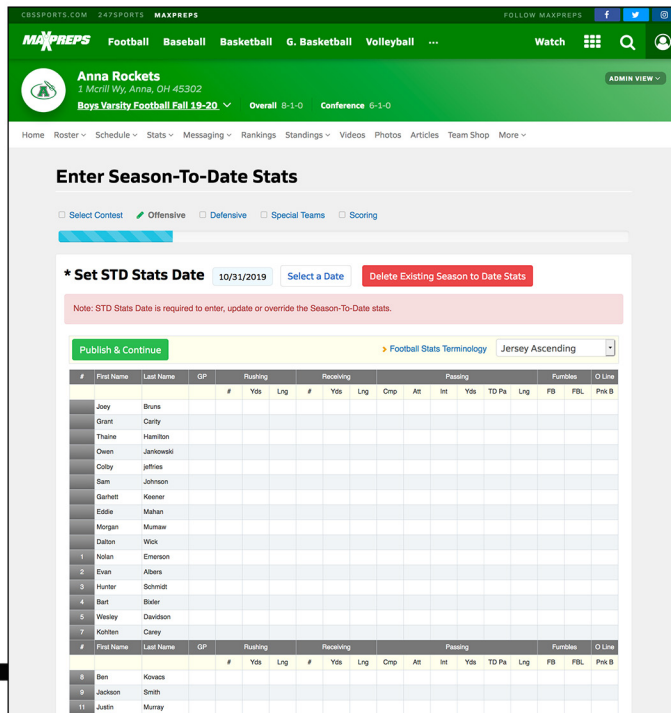 CBSSPORTS.COM 247SPORTS MAXPREPS FOLLOW MAXPREPS
MAXPREPS Football Baseball Basketball G. Basketball Volleyball ... Watch
Anna Rockets ADMIN VIEW
1 Mcrill Wy, Anna, OH 45302
Boys Varsity Football Fall 19-20 Overall 8-1-0 Conference 6-1-0
Home Roster Schedule Stats Messaging Rankings Standings Videos Photos Articles Team Shop More
Enter Season-To-Date Stats
Select Contest Offensive Defensive Special Teams Scoring
* Set STD Stats Date 10/31/2019 Select a Date Delete Existing Season to Date Stats
Note: STD Stats Date is required to enter, update or override the Season-To-Date stats.
Publish & Continue > Football Stats Terminology Jersey Ascending
# First Name Last Name GP Rushing Receiving Passing Fumbles O Line
# Yds Lng # Yds Lng Cmp Att Int Yds TD Pa Lng FB FBL Pnk B
Joey Bruns
Grant Carity
Thaine Hamilton
Owen Jankowski
Colby jeffries
Sam Johnson
Garhett Keener
Eddie Mahan
Morgan Mumaw
Dalton Wick
1 Nolan Emerson
2 Evan Albers
3 Hunter Schmidt
4 Bart Bixler
5 Wesley Davidson
7 Kohlten Carey
# First Name Last Name GP Rushing Receiving Passing Fumbles O Line
# Yds Lng # Yds Lng Cmp Att Int Yds TD Pa Lng FB FBL Pnk B
8 Ben Kovacs
9 Jackson Smith
11 Justin Murray